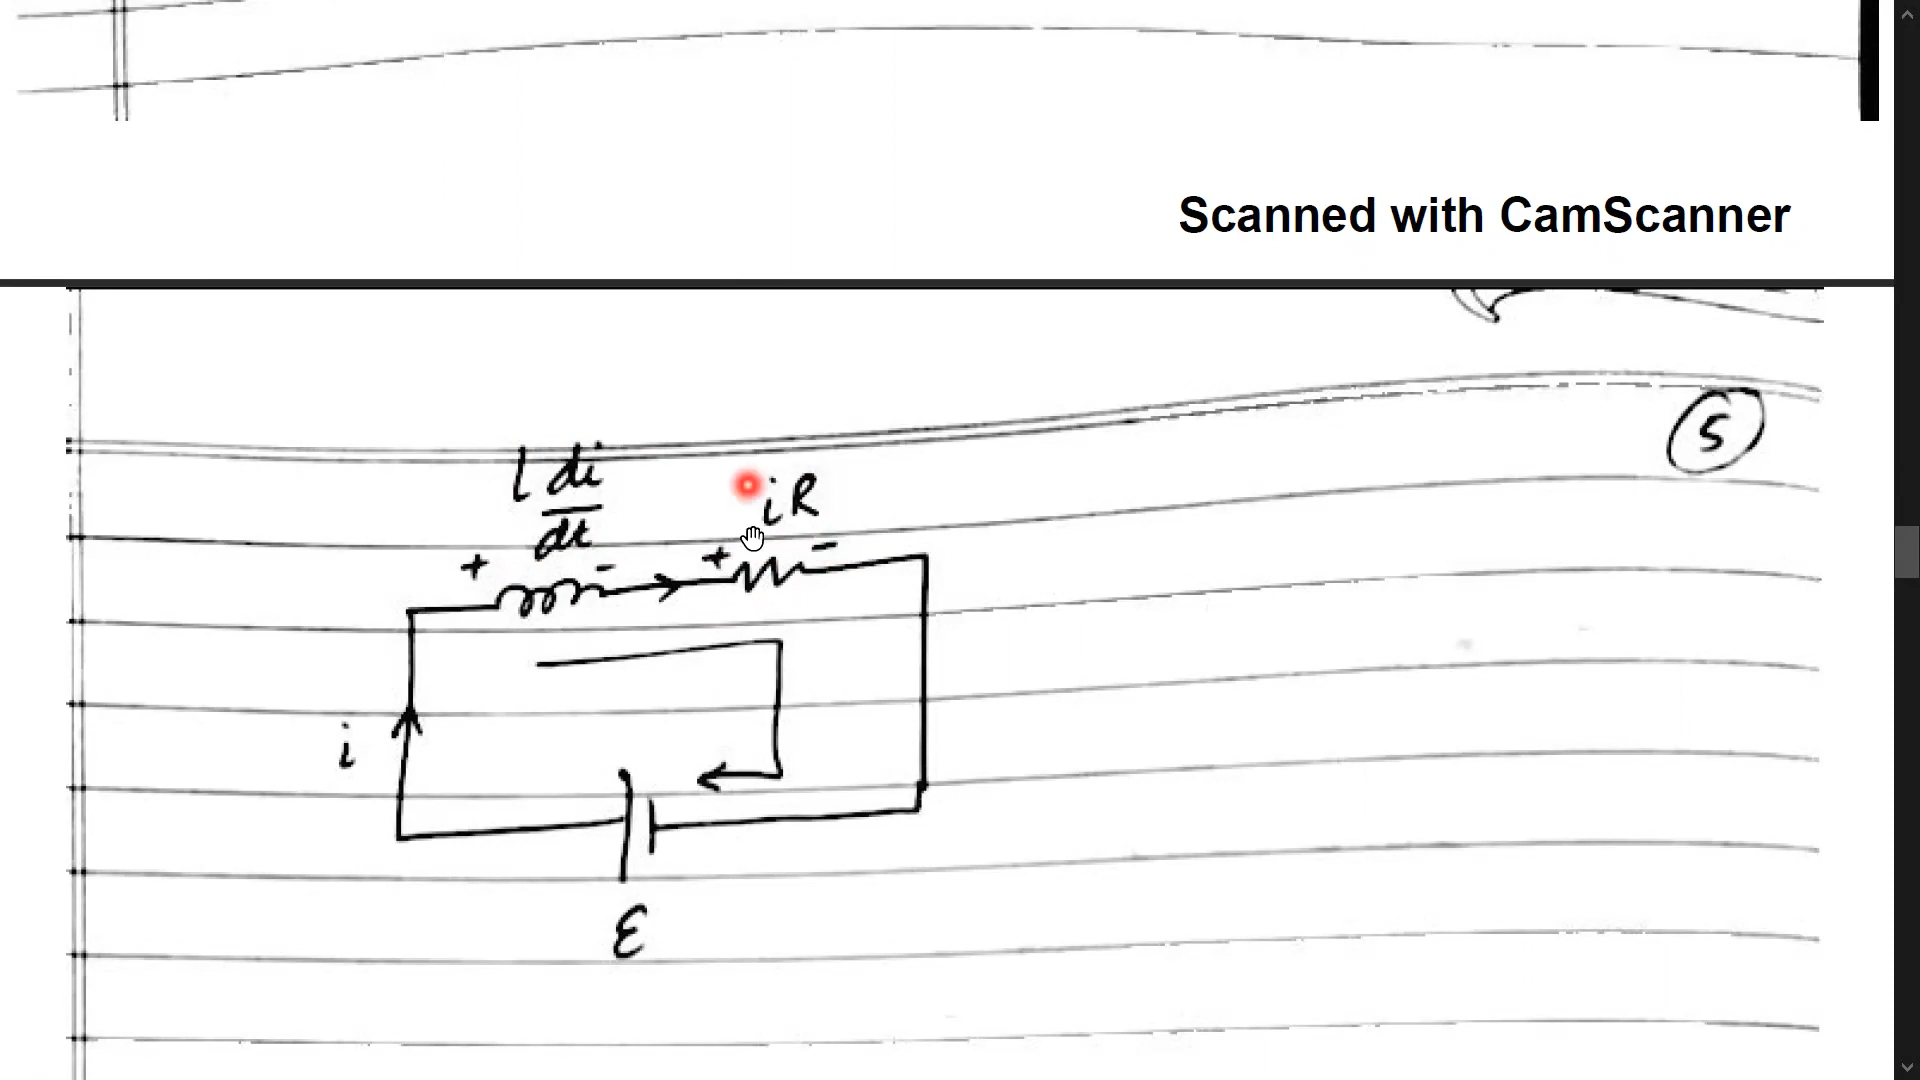 Scanned with CamScanner
5
L di/dt
iR
+ - + -
i
ε